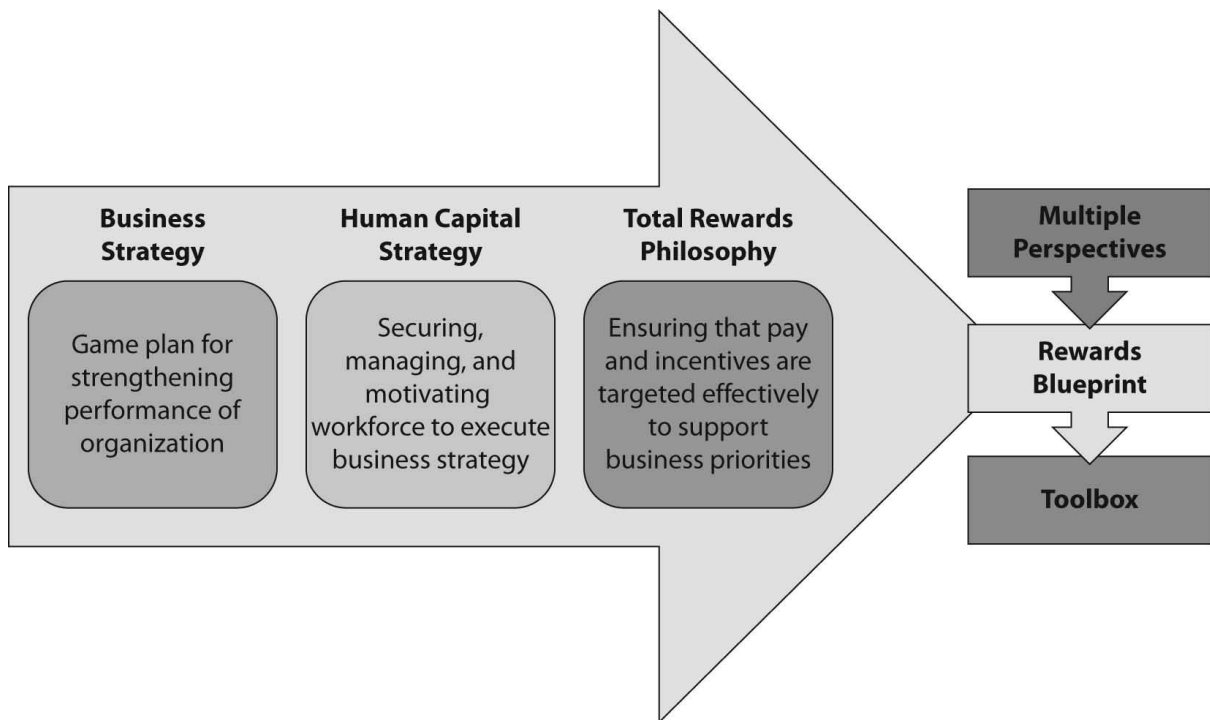 Business
Strategy
Game plan for
strengthening
performance of
organization
Human Capital
Strategy
Securing,
managing, and
motivating
workforce to execute
business strategy
Total Rewards
Philosophy
Ensuring that pay
and incentives are
targeted effectively
to support
business priorities
Multiple
Perspectives
Rewards
Blueprint
Toolbox